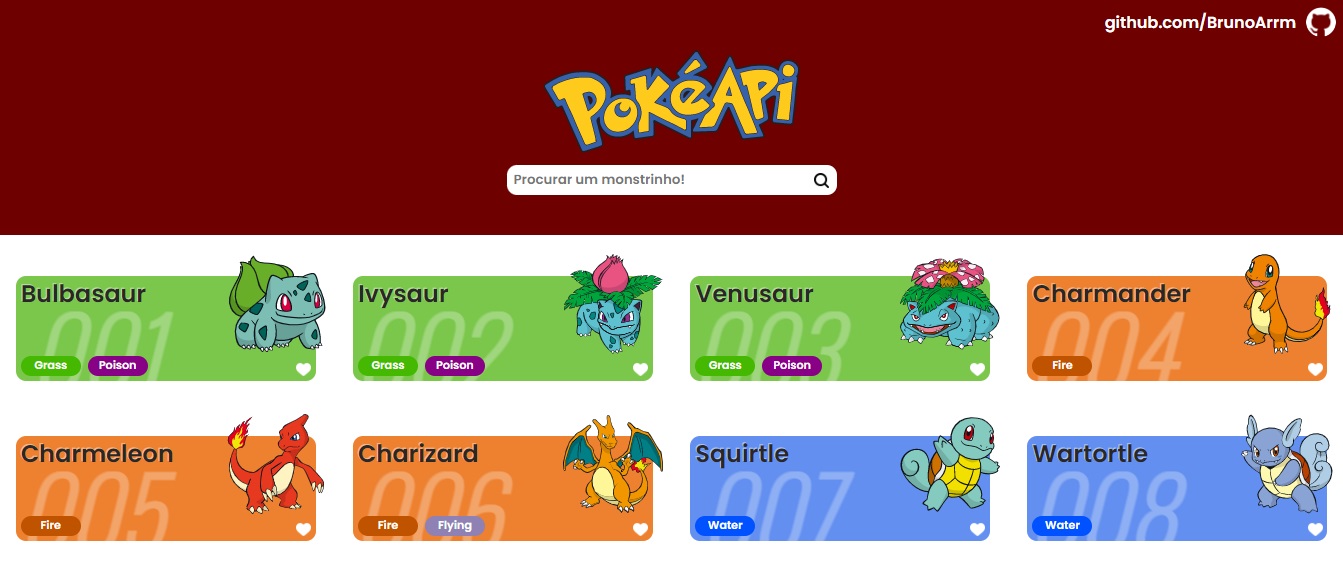 github.com/BrunoArrm
PokéApi
Procurar um monstrinho!
Bulbasaur
001
Grass Poison
Ivysaur
002
Grass Poison
Venusaur
003
Grass Poison
Charmander
004
Fire
Charmeleon
005
Fire
Charizard
006
Fire Flying
Squirtle
007
Water
Wartortle
008
Water